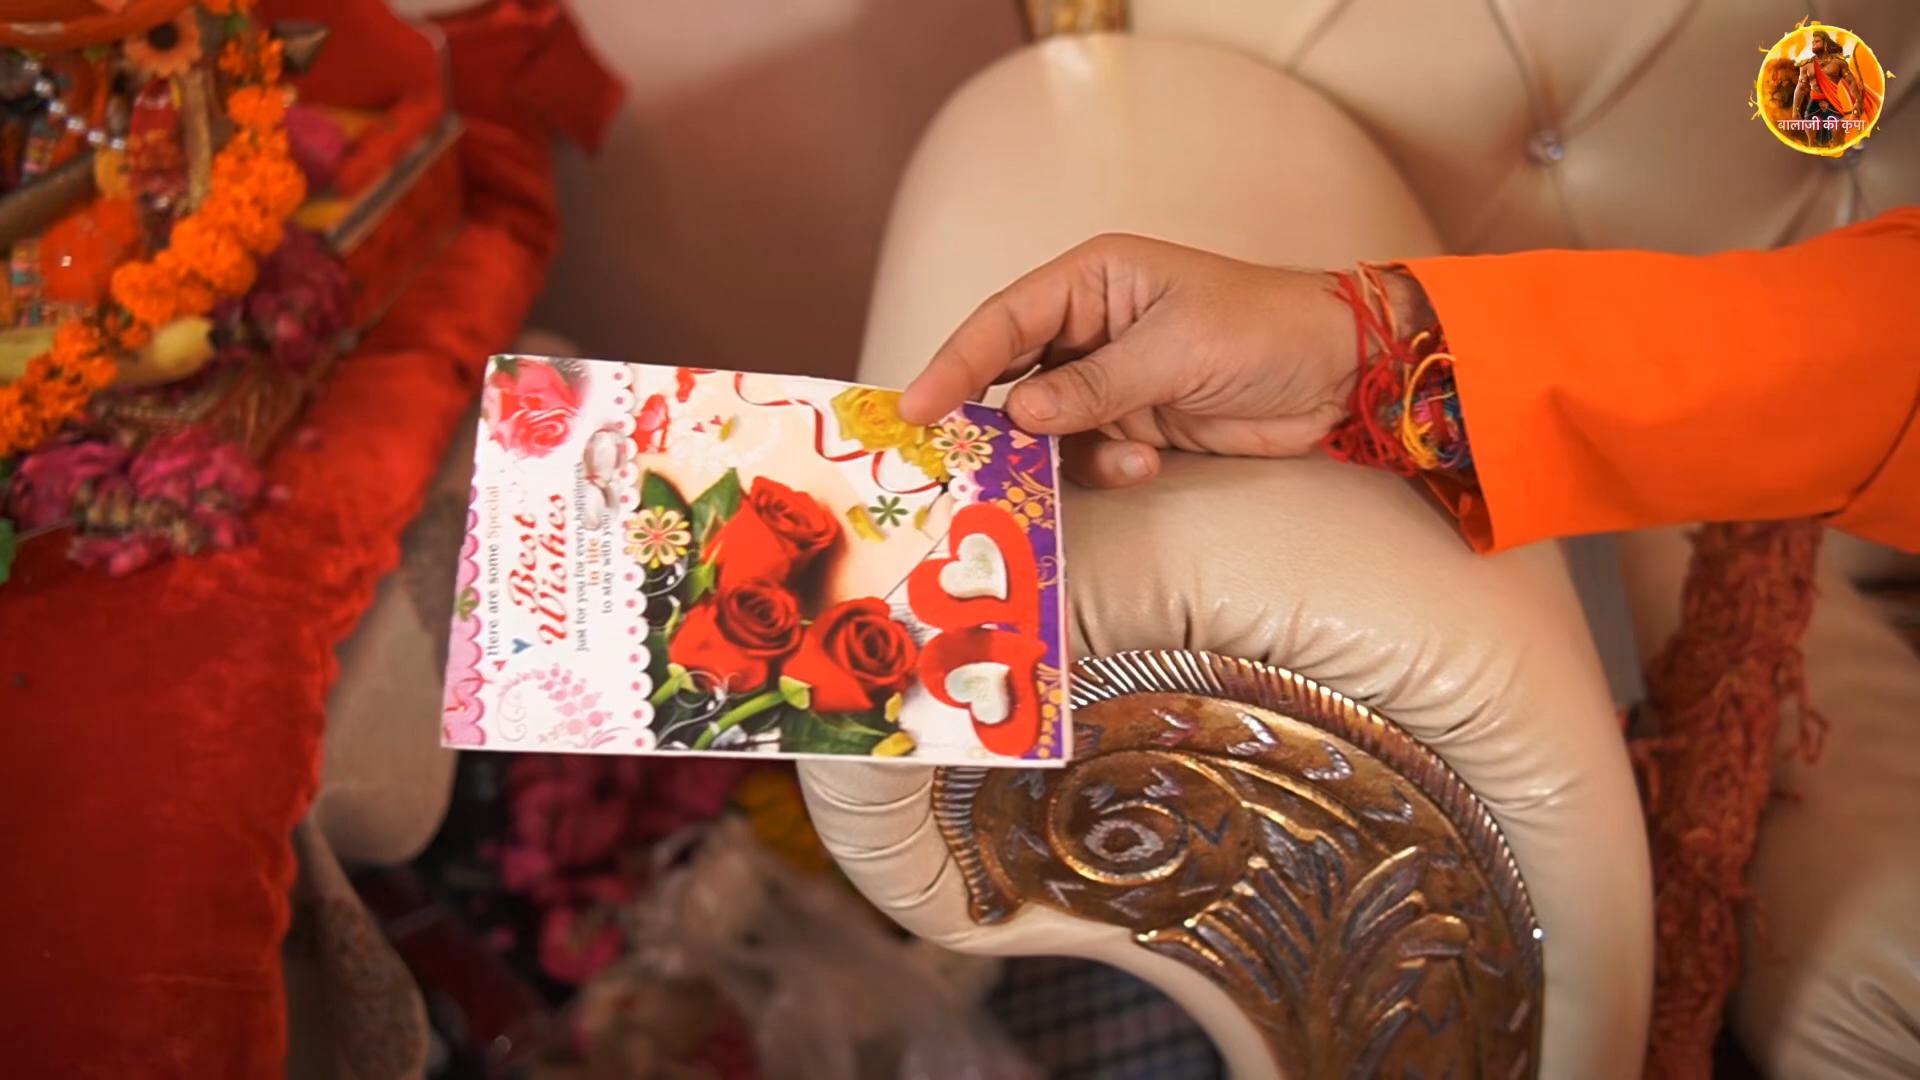 Here are some Special
Best
Wishes
Just for you for every happiness
in life
to stay with you
बालाजी की कृपा